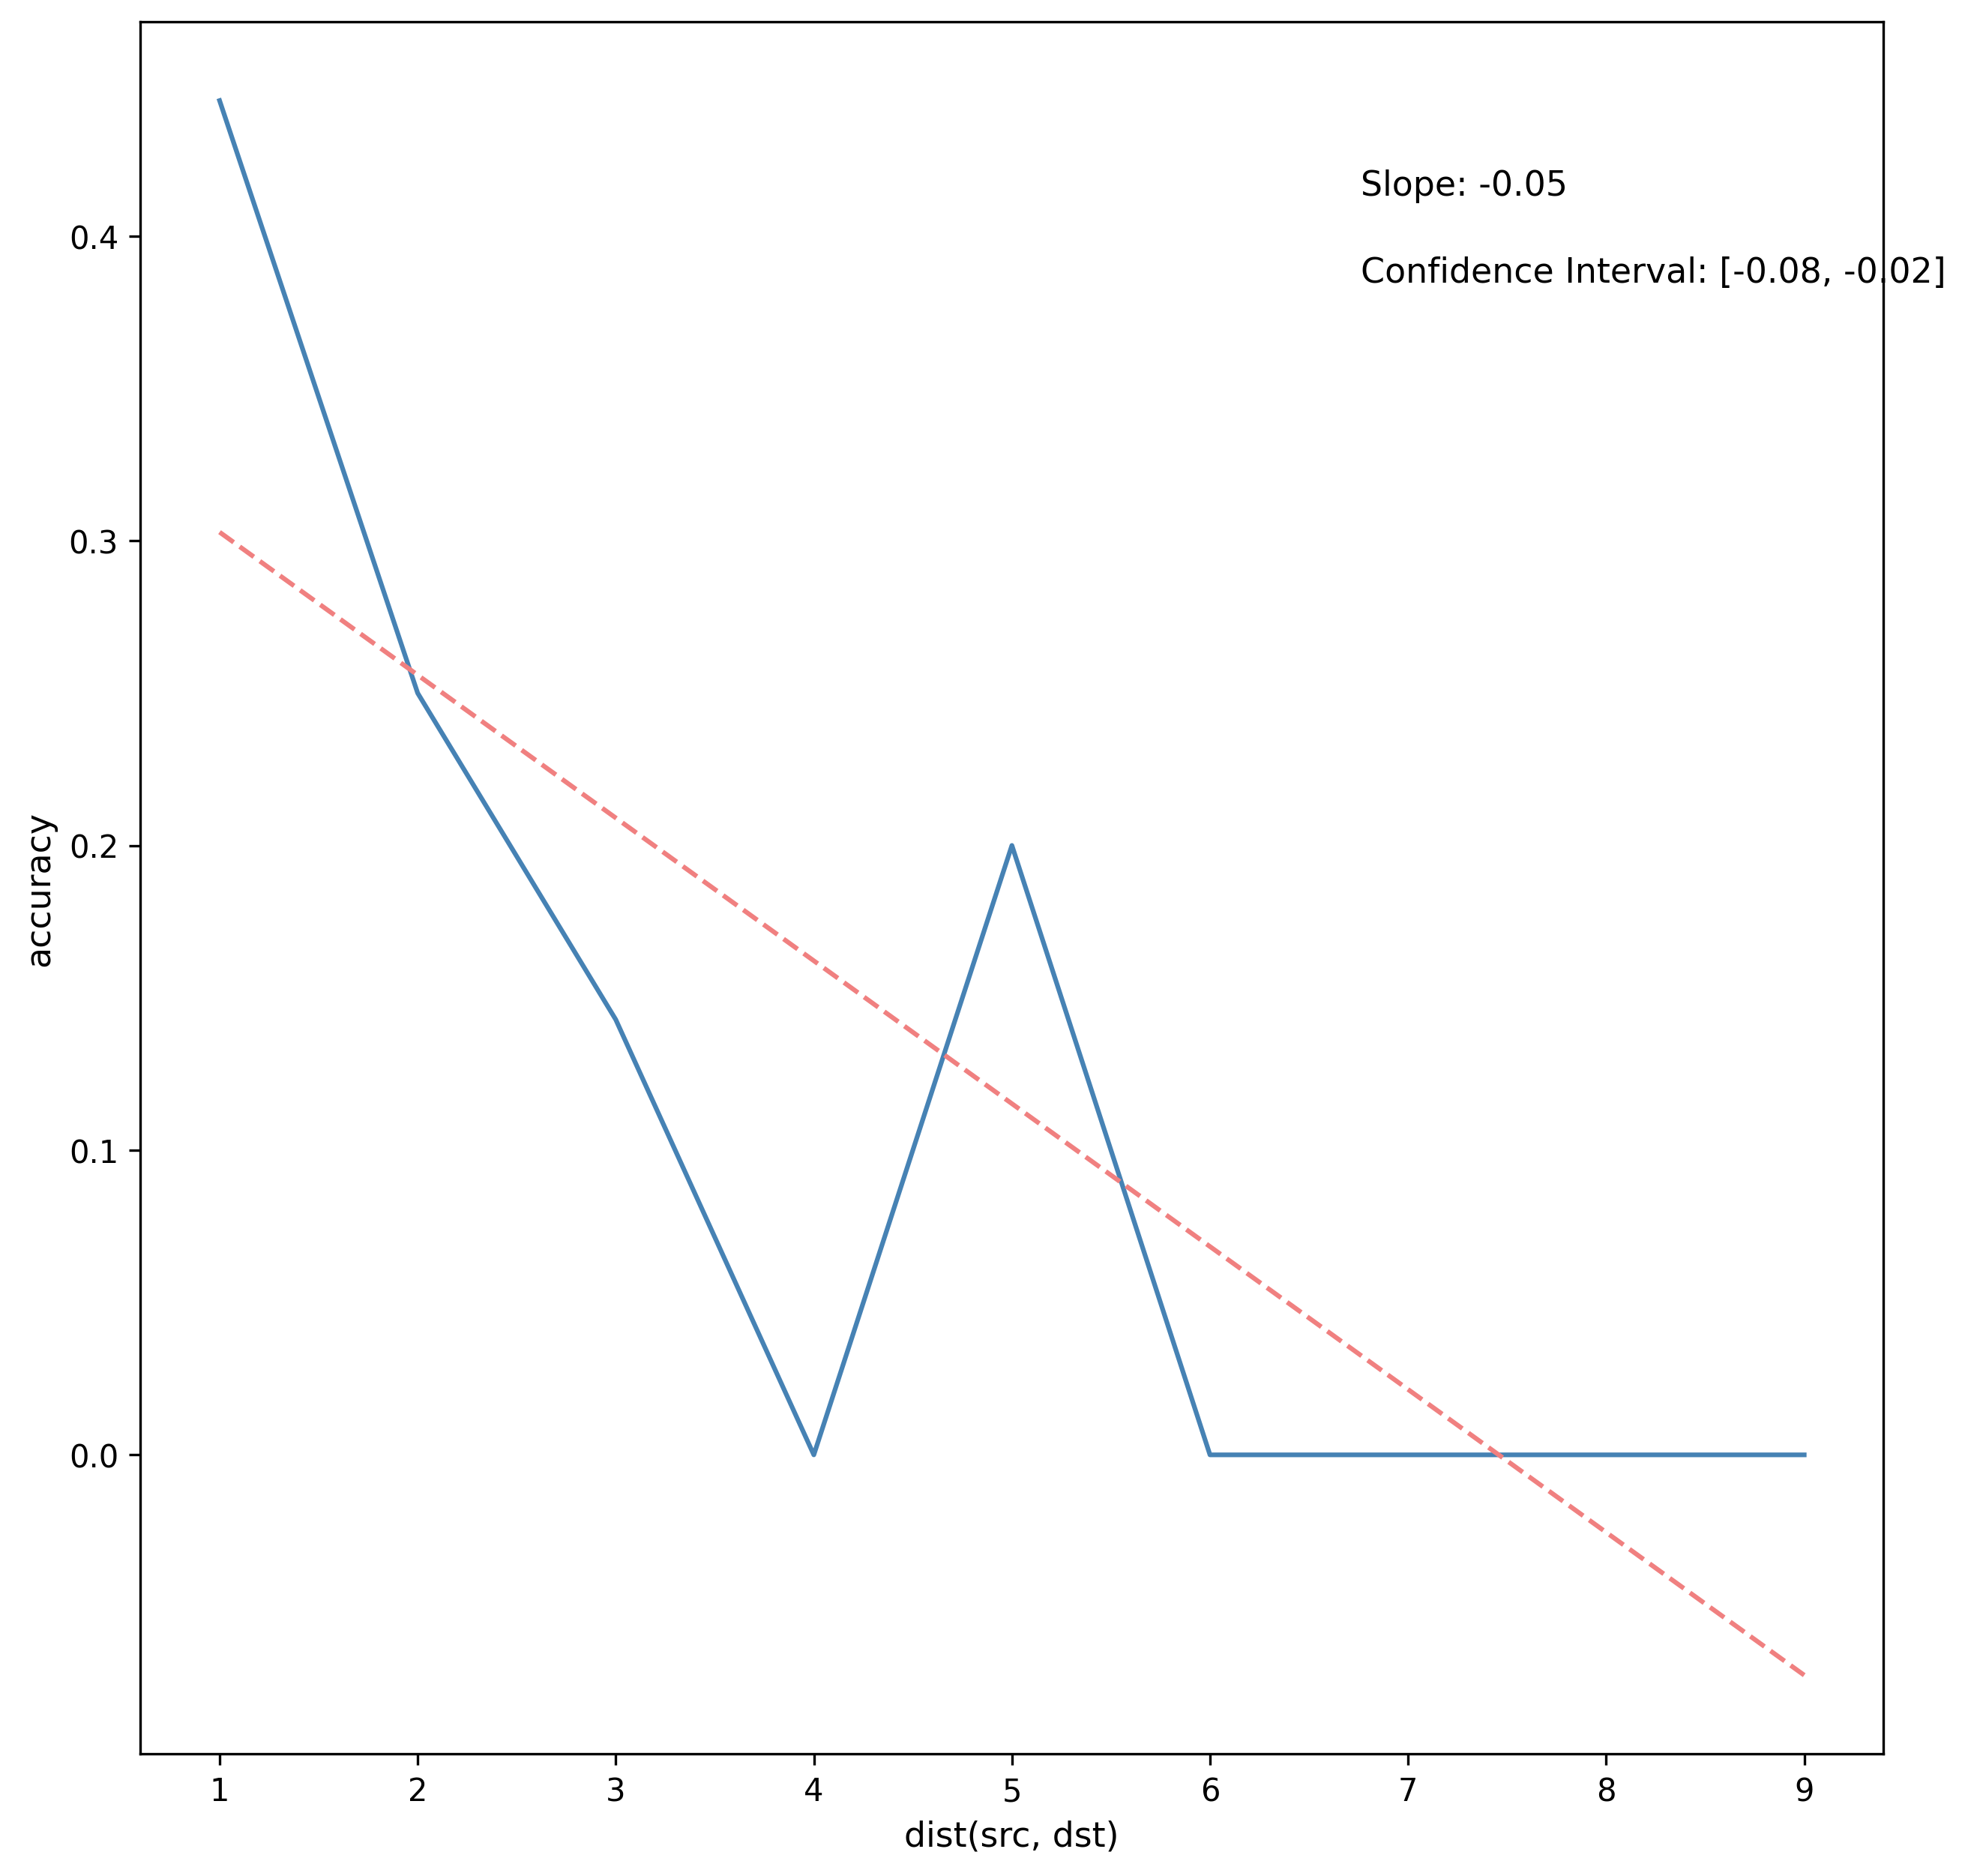 Slope: -0.05
Confidence Interval: [-0.08, -0.02]
accuracy
0.4
0.3
0.2
0.1
0.0
1 2 3 4 5 6 7 8 9
dist(src, dst)